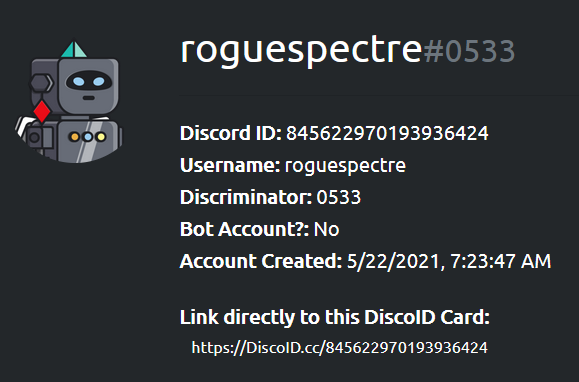 roguespectre#0533
Discord ID: 845622970193936424
Username: roguespectre
Discriminator: 0533
Bot Account?: No
Account Created: 5/22/2021, 7:23:47 AM
Link directly to this DiscoID Card:
https://DiscoID.cc/845622970193936424